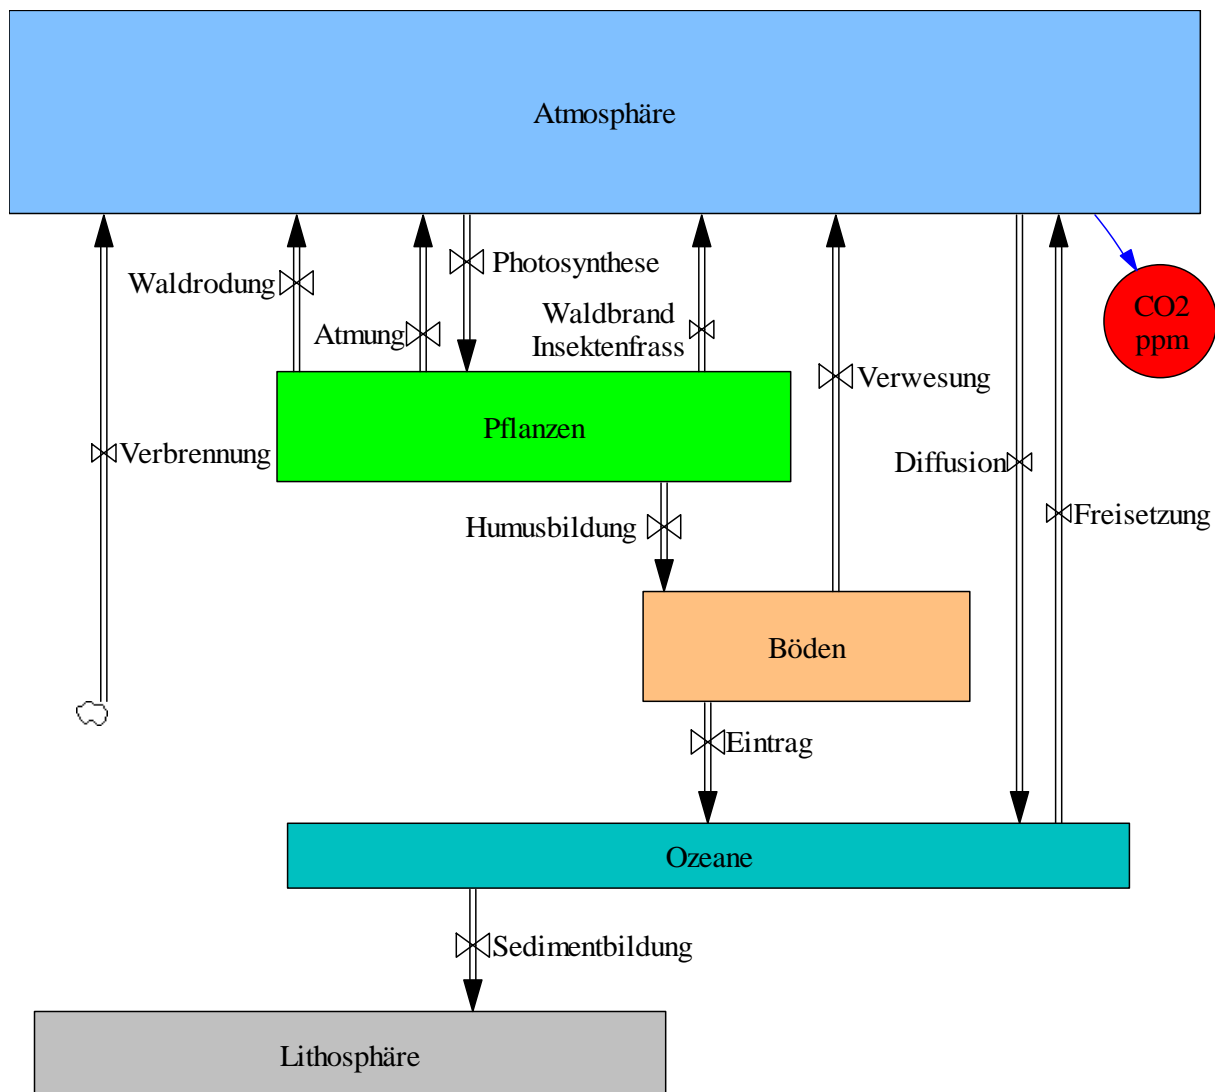 Atmosphäre
Waldrodung
Photosynthese
Atmung
Waldbrand
Insektenfrass
CO2
ppm
Verwesung
Pflanzen
Verbrennung
Diffusion
Freisetzung
Humusbildung
Böden
Eintrag
Ozeane
Sedimentbildung
Lithosphäre